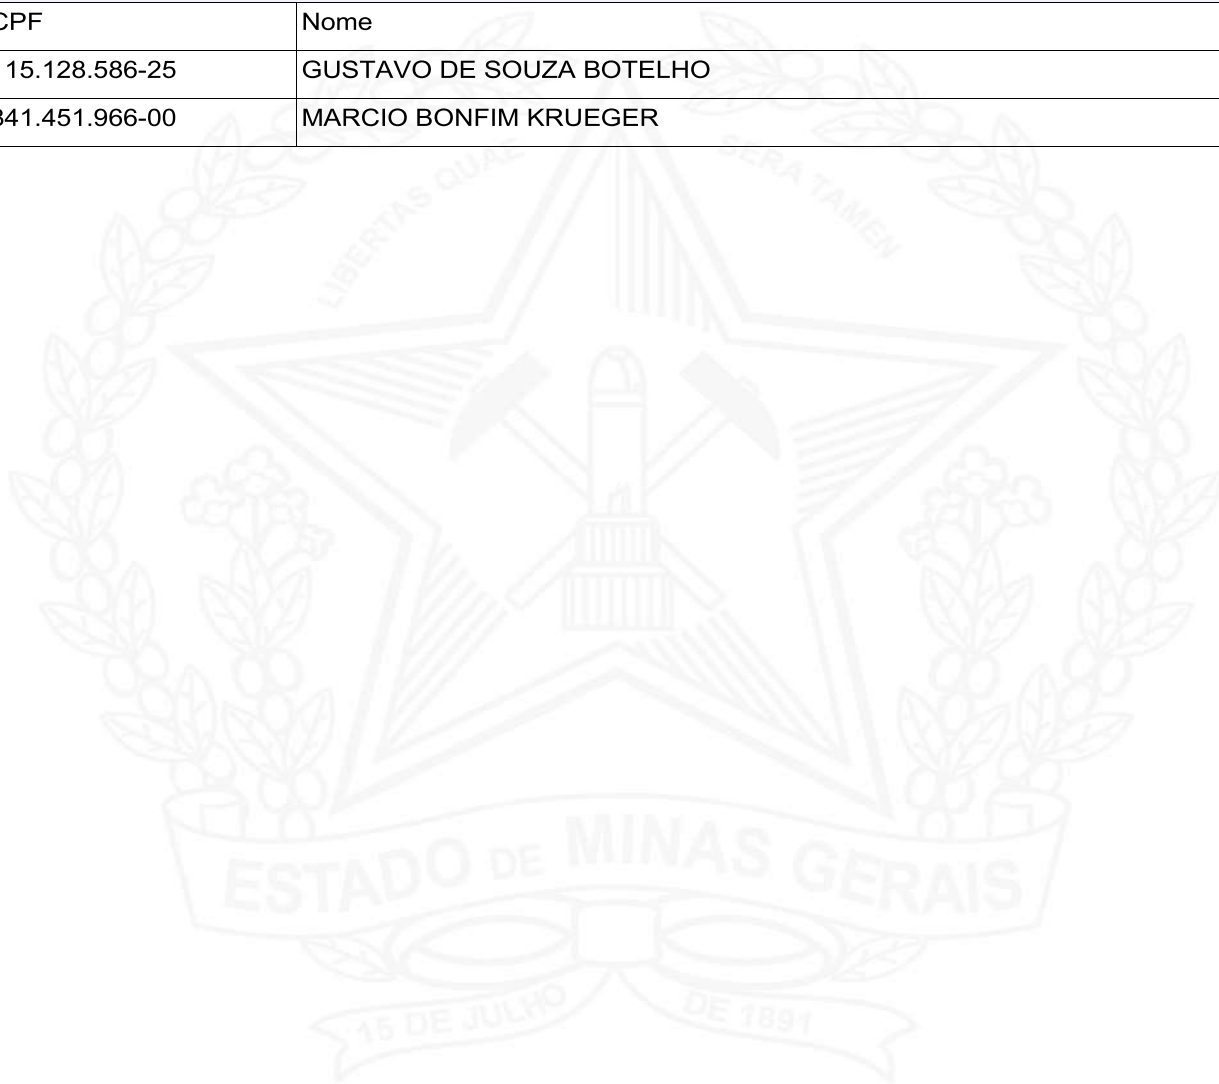 CPF Nome
15.128.586-25 GUSTAVO DE SOUZA BOTELHO
841.451.966-00 MARCIO BONFIM KRUEGER
LIBERTAS QUAE SERA TAMEN
ESTADO DE MINAS GERAIS
15 DE JULHO DE 1891